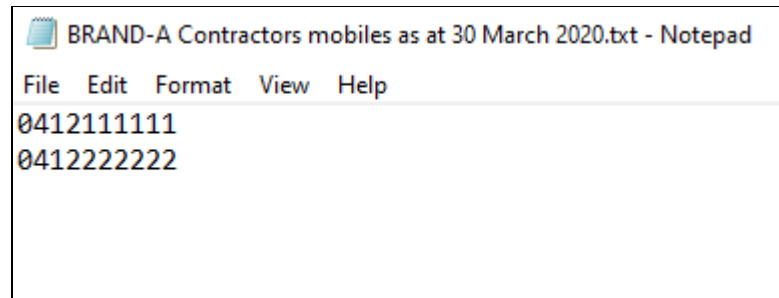 BRAND-A Contractors mobiles as at 30 March 2020.txt - Notepad
File Edit Format View Help
0412111111
0412222222